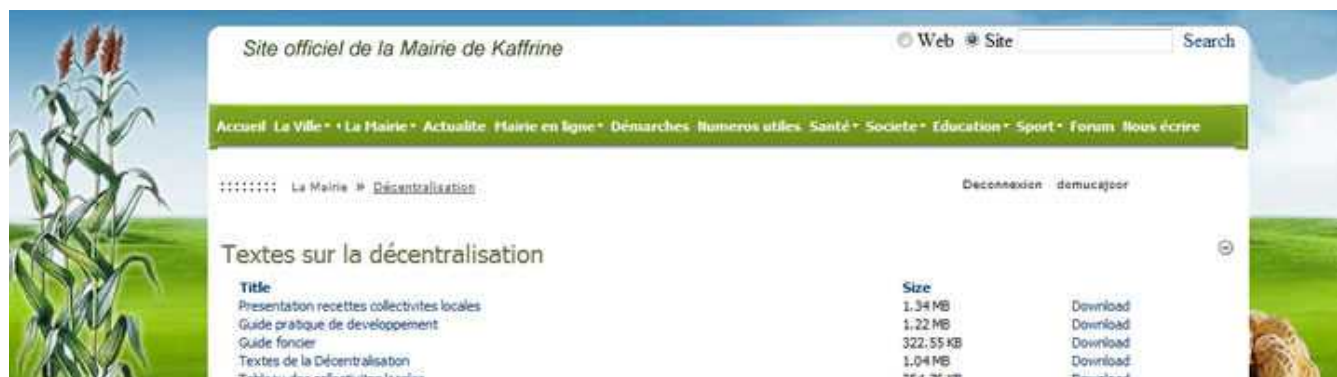 Site officiel de la Mairie de Kaffrine
Web Site Search
Accueil La Ville La Mairie Actualite Mairie en ligne Démarches Numeros utiles Santé Societe Education Sport Forum Nous écrire
La Mairie » Décentralisation
Deconnexion demucajoor
Textes sur la décentralisation
Title Size
Presentation recettes collectivites locales 1.34 MB Download
Guide pratique de developpement 1.22 MB Download
Guide foncier 322.55 KB Download
Textes de la Décentralisation 1.04 MB Download